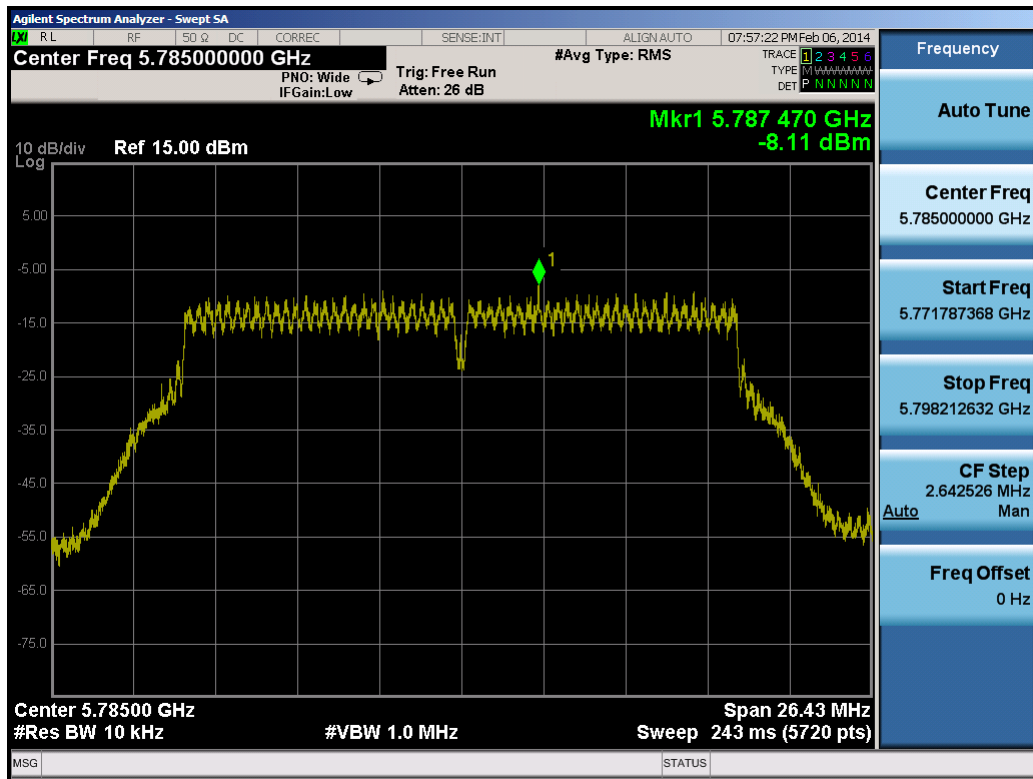 Agilent Spectrum Analyzer - Swept SA
LXI RL RF 50 Ω DC CORREC SENSE:INT ALIGN AUTO 07:57:22 PM Feb 06, 2014
Center Freq 5.785000000 GHz
PNO: Wide
IFGain:Low
Trig: Free Run
Atten: 26 dB
#Avg Type: RMS
TRACE 1 2 3 4 5 6
TYPE M WWWWW
DET P N N N N N
Mkr1 5.787 470 GHz
-8.11 dBm
10 dB/div Ref 15.00 dBm
Log
1
5.00
-5.00
-15.0
-25.0
-35.0
-45.0
-55.0
-65.0
-75.0
Center 5.78500 GHz Span 26.43 MHz
#Res BW 10 kHz #VBW 1.0 MHz Sweep 243 ms (5720 pts)
MSG STATUS
Frequency
Auto Tune
Center Freq
5.785000000 GHz
Start Freq
5.771787368 GHz
Stop Freq
5.798212632 GHz
CF Step
2.642526 MHz
Auto Man
Freq Offset
0 Hz